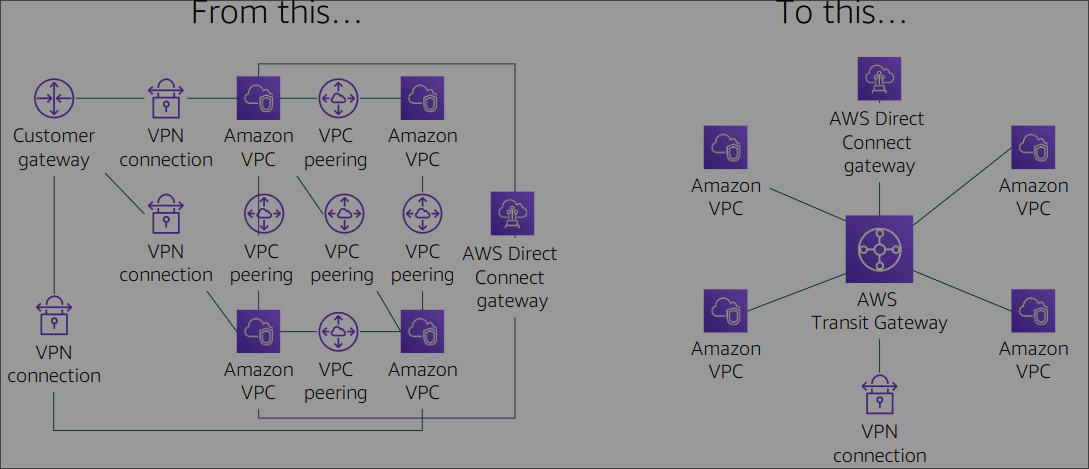 From this...
To this...
Customer
gateway
VPN
connection
Amazon
VPC
VPC
peering
Amazon
VPC
VPN
connection
VPC
peering
VPC
peering
VPC
peering
AWS Direct
Connect
gateway
VPN
connection
Amazon
VPC
VPC
peering
Amazon
VPC
AWS Direct
Connect
gateway
Amazon
VPC
Amazon
VPC
AWS
Transit Gateway
Amazon
VPC
Amazon
VPC
VPN
connection